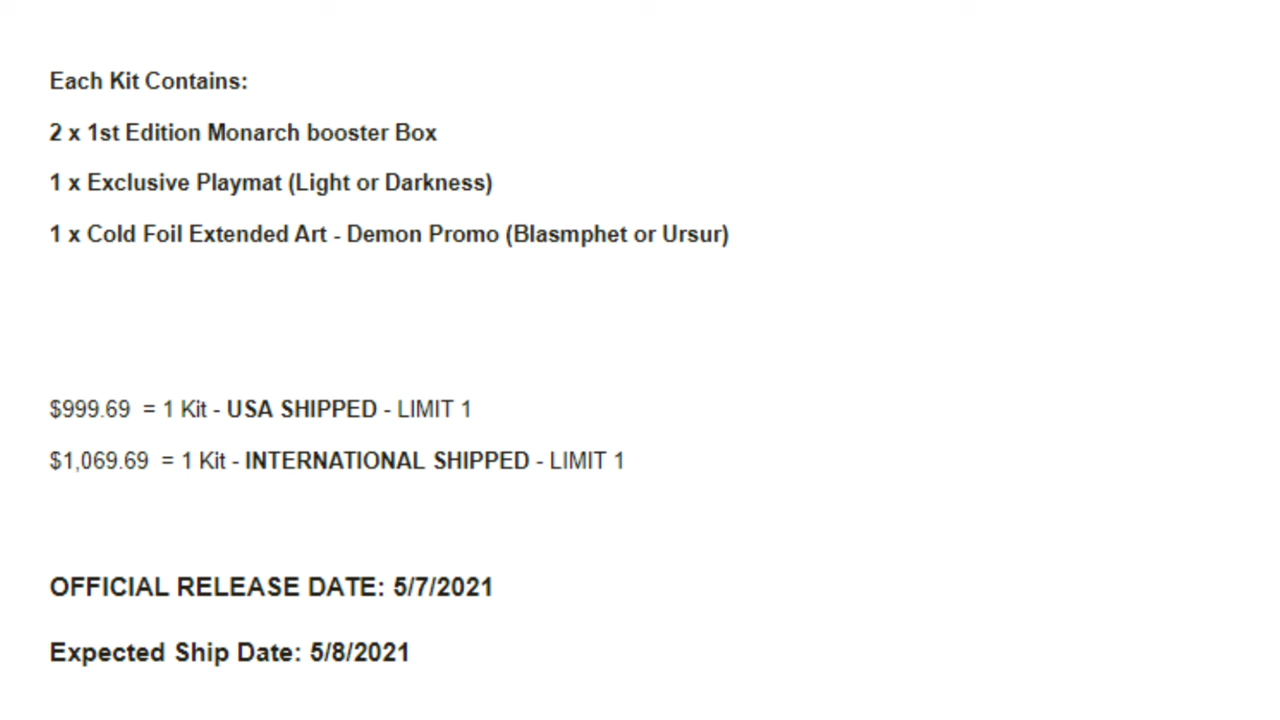 Each Kit Contains:
2 x 1st Edition Monarch booster Box
1 x Exclusive Playmat (Light or Darkness)
1 x Cold Foil Extended Art - Demon Promo (Blasmphet or Ursur)
$999.69 = 1 Kit - USA SHIPPED - LIMIT 1
$1,069.69 = 1 Kit - INTERNATIONAL SHIPPED - LIMIT 1
OFFICIAL RELEASE DATE: 5/7/2021
Expected Ship Date: 5/8/2021